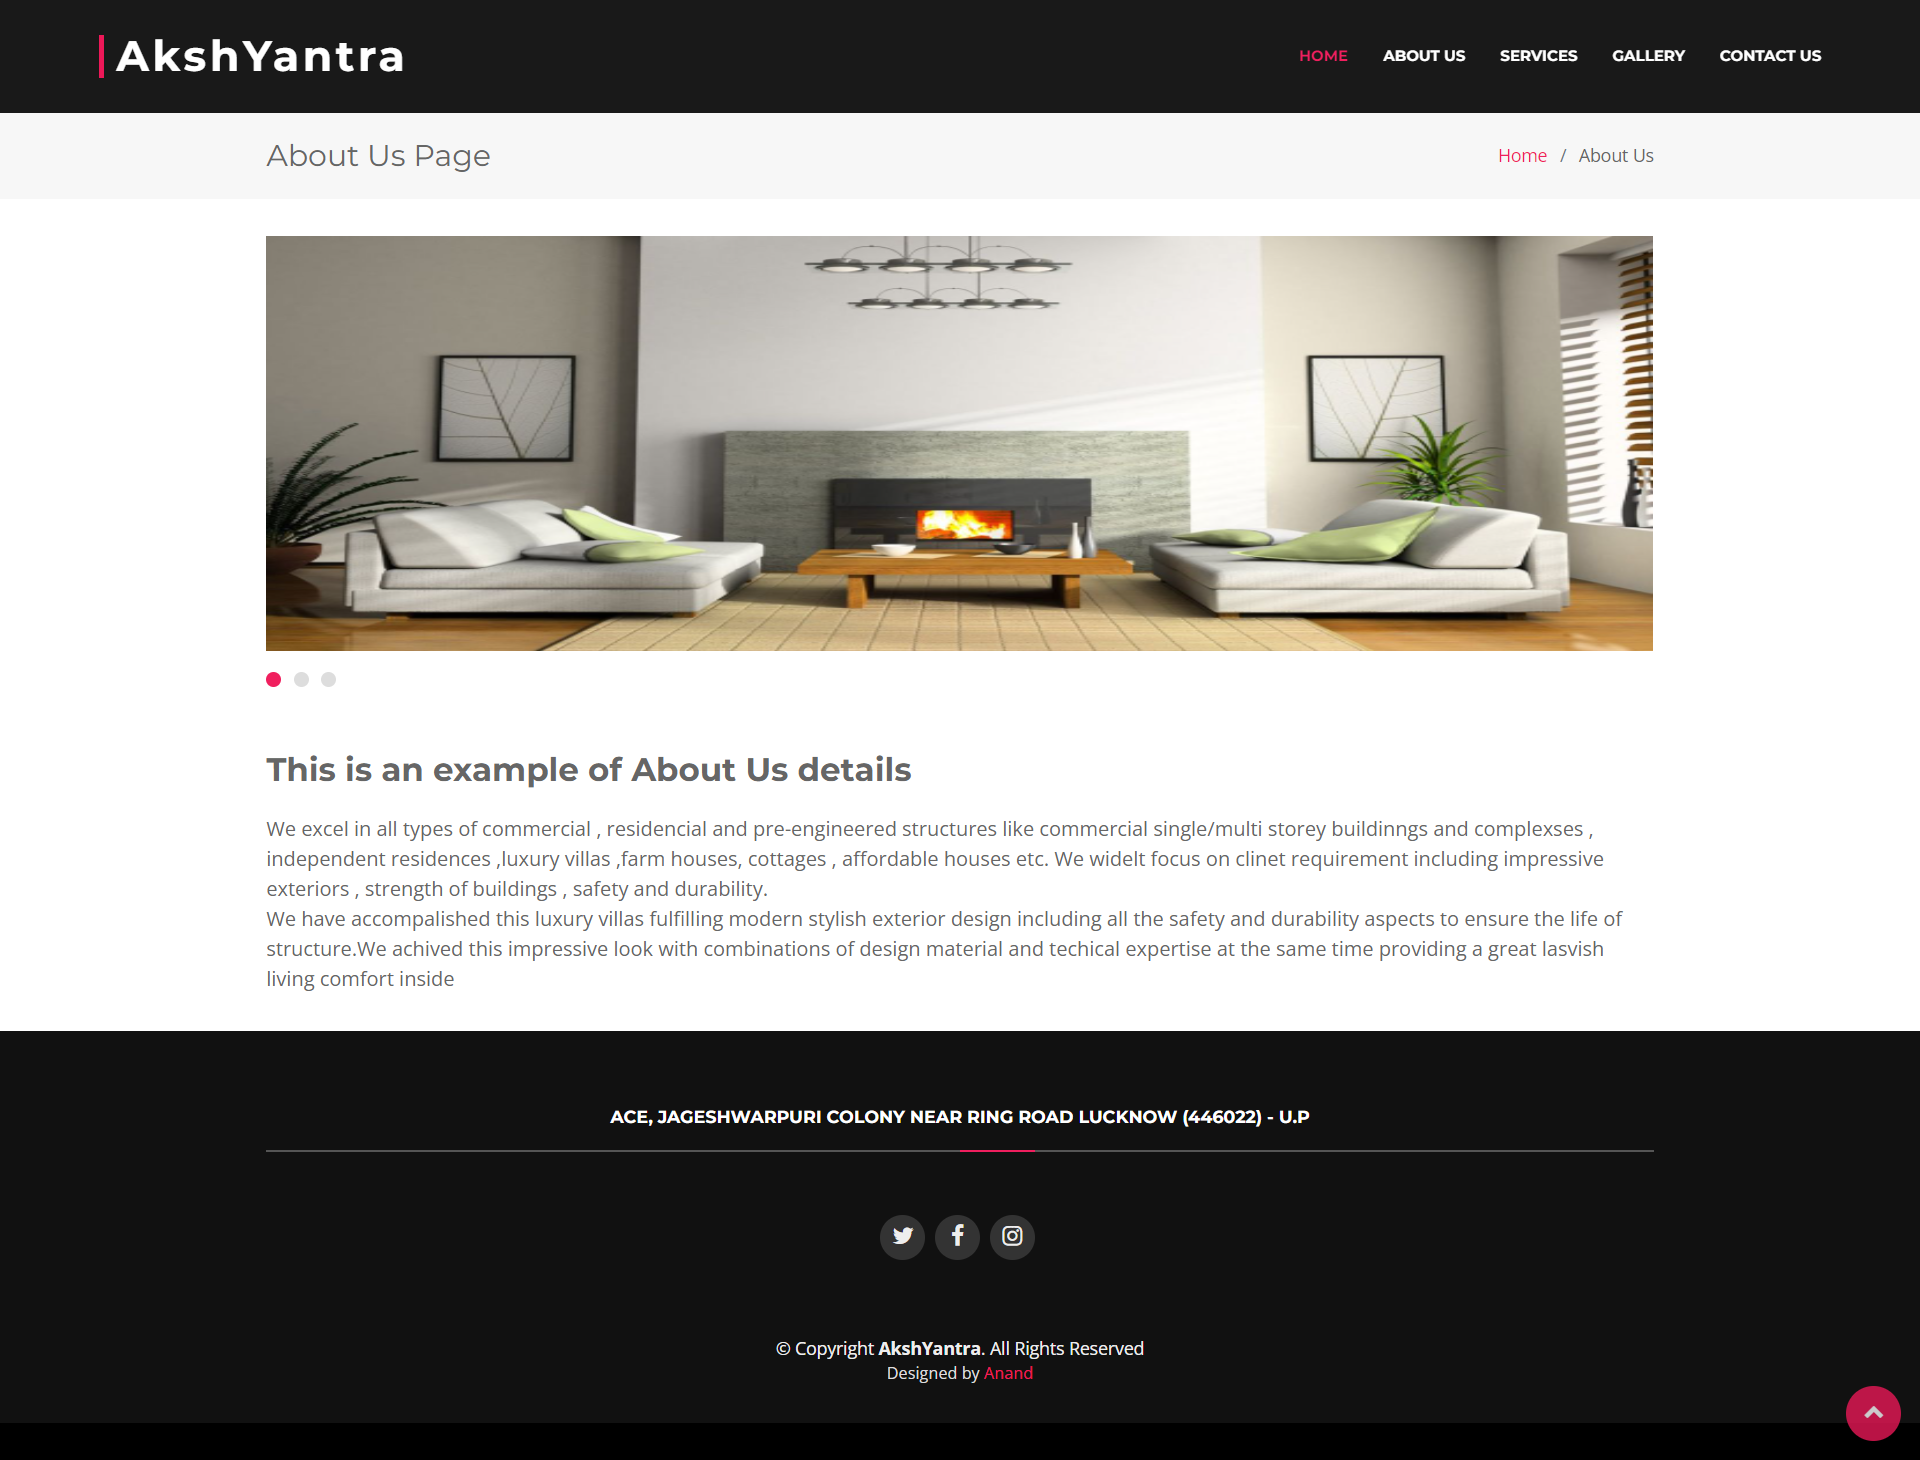 AkshYantra
HOME ABOUT US SERVICES GALLERY CONTACT US
About Us Page
Home / About Us
This is an example of About Us details
We excel in all types of commercial , residencial and pre-engineered structures like commercial single/multi storey buildinngs and complexses ,
independent residences ,luxury villas ,farm houses, cottages , affordable houses etc. We widelt focus on clinet requirement including impressive
exteriors , strength of buildings , safety and durability.
We have accompalished this luxury villas fulfilling modern stylish exterior design including all the safety and durability aspects to ensure the life of
structure.We achived this impressive look with combinations of design material and techical expertise at the same time providing a great lasvish
living comfort inside
ACE, JAGESHWARPURI COLONY NEAR RING ROAD LUCKNOW (446022) - U.P
© Copyright AkshYantra. All Rights Reserved
Designed by Anand